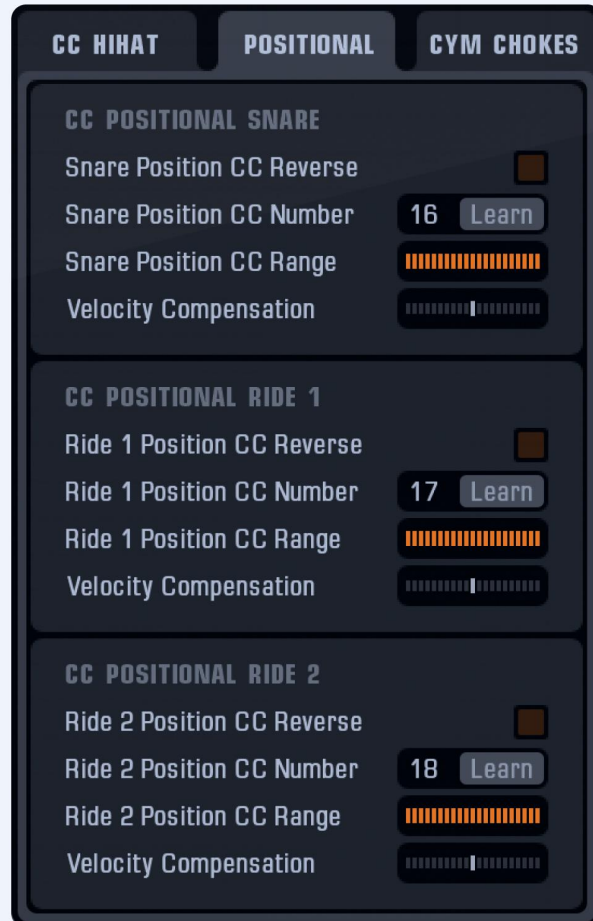 CC HIHAT POSITIONAL CYM CHOKES
CC POSITIONAL SNARE
Snare Position CC Reverse
Snare Position CC Number 16 Learn
Snare Position CC Range
Velocity Compensation
CC POSITIONAL RIDE 1
Ride 1 Position CC Reverse
Ride 1 Position CC Number 17 Learn
Ride 1 Position CC Range
Velocity Compensation
CC POSITIONAL RIDE 2
Ride 2 Position CC Reverse
Ride 2 Position CC Number 18 Learn
Ride 2 Position CC Range
Velocity Compensation